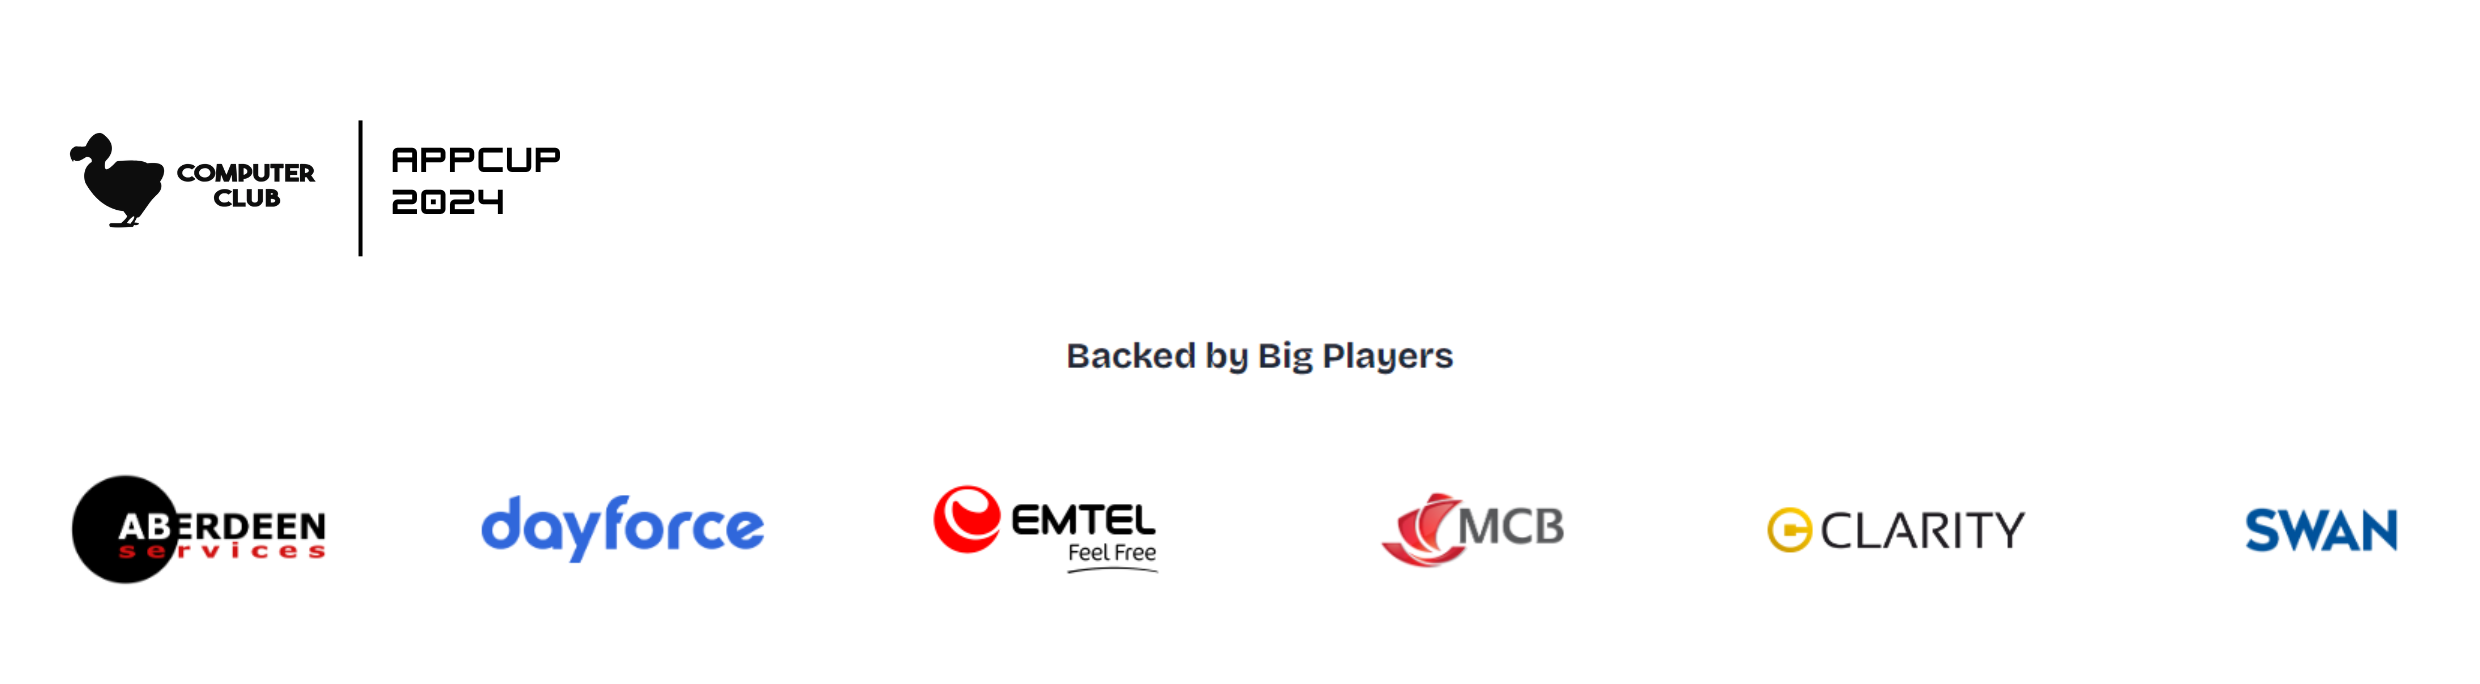 COMPUTER
CLUB
APPCUP
2024
Backed by Big Players
ABERDEEN
services
dayforce
EMTEL
Feel Free
MCB
CLARITY
SWAN